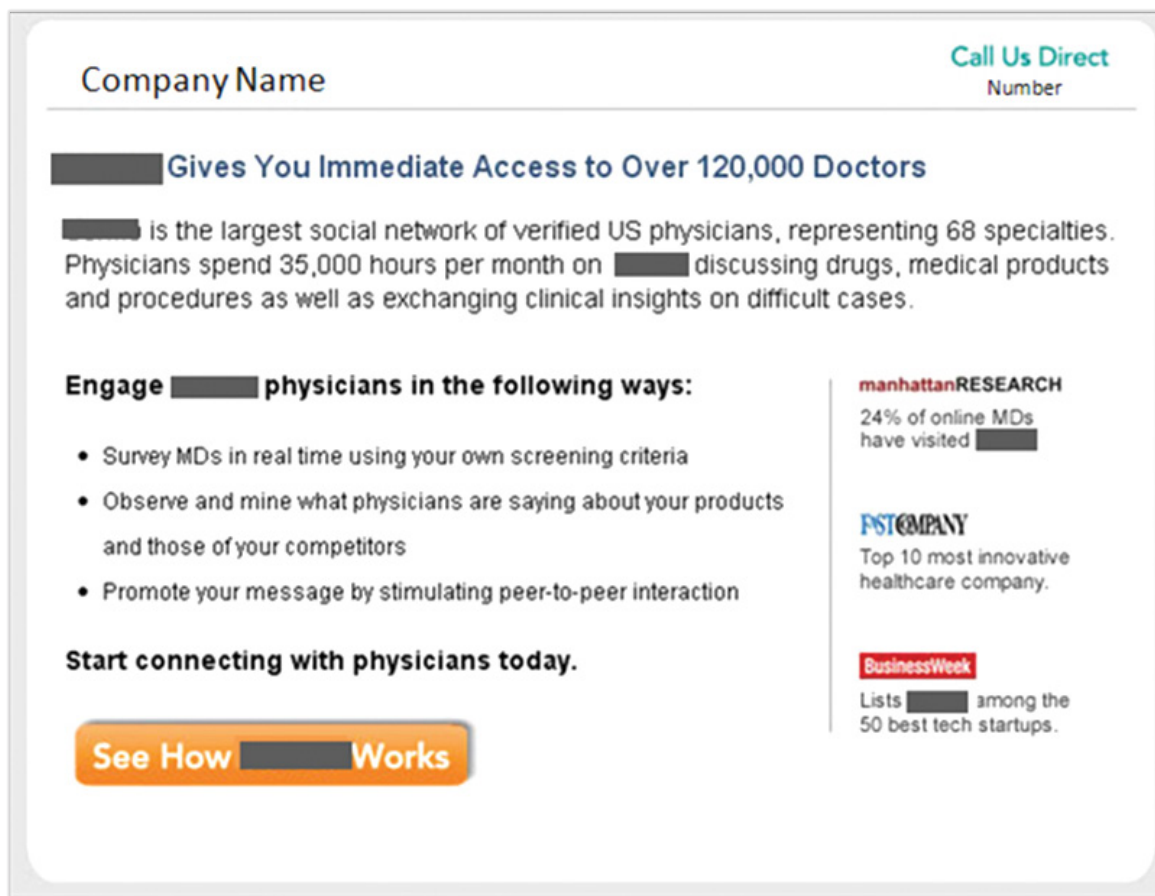 Company Name
Call Us Direct
Number
Gives You Immediate Access to Over 120,000 Doctors
is the largest social network of verified US physicians, representing 68 specialties.
Physicians spend 35,000 hours per month on discussing drugs, medical products
and procedures as well as exchanging clinical insights on difficult cases.
Engage physicians in the following ways:
• Survey MDs in real time using your own screening criteria
• Observe and mine what physicians are saying about your products
and those of your competitors
• Promote your message by stimulating peer-to-peer interaction
Start connecting with physicians today.
See How Works
manhattanRESEARCH
24% of online MDs
have visited
FASTCOMPANY
Top 10 most innovative
healthcare company.
BusinessWeek
Lists among the
50 best tech startups.